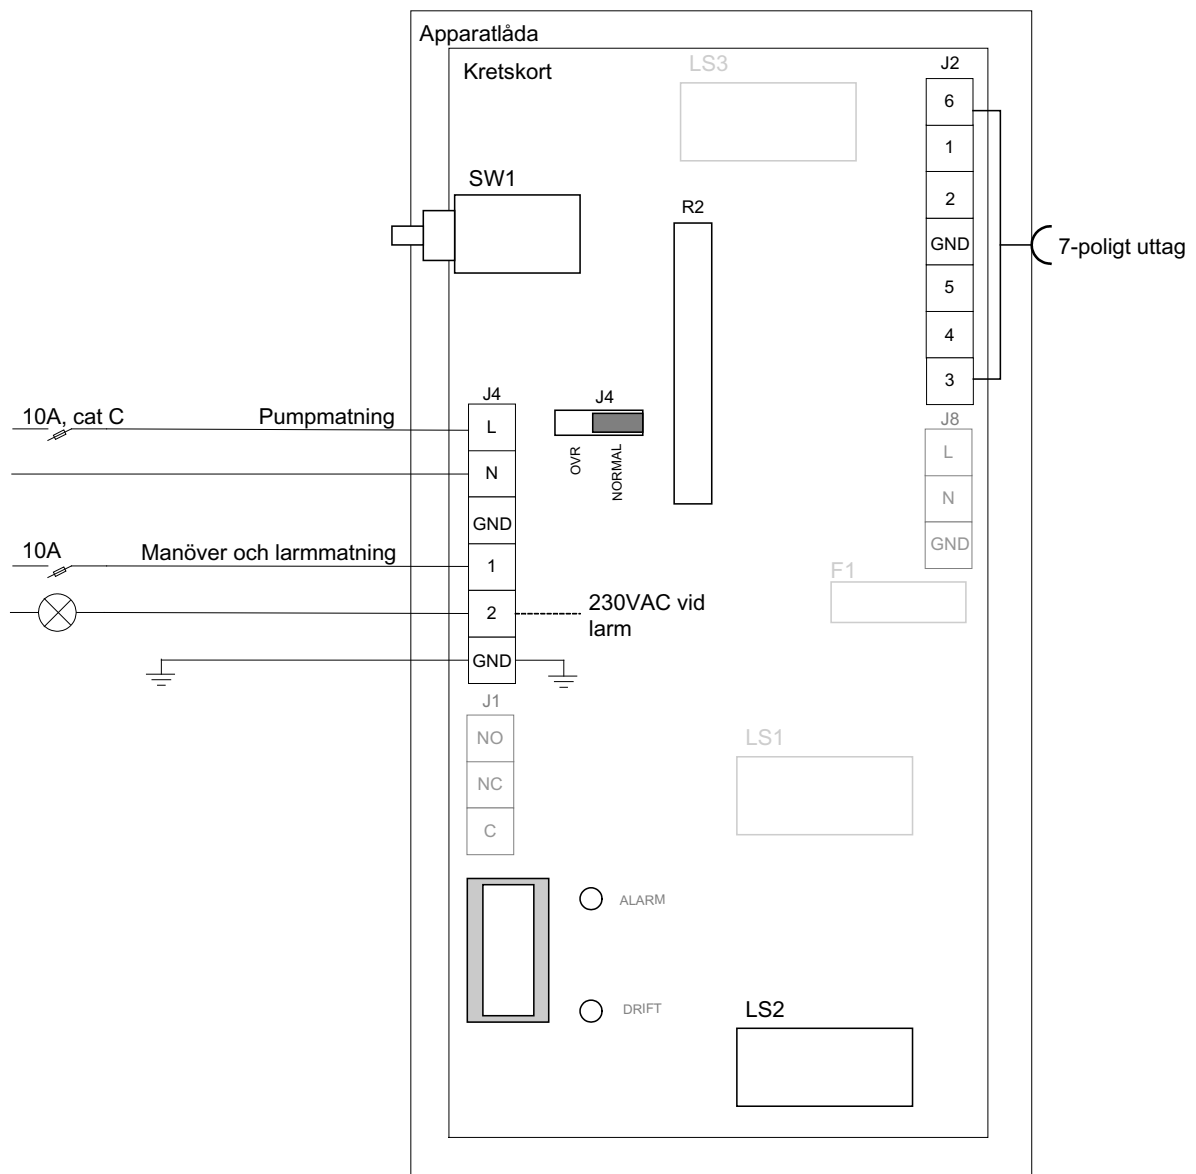 Apparatlåda
Kretskort
LS3
J2
6
1
2
GND
5
4
3
7-poligt uttag
SW1
R2
J4
L
N
GND
1
2
GND
10A, cat C
Pumpmatning
10A
Manöver och larmmatning
230VAC vid
larm
J4
OVR
NORMAL
J8
L
N
GND
F1
J1
NO
NC
C
LS1
ALARM
DRIFT
LS2